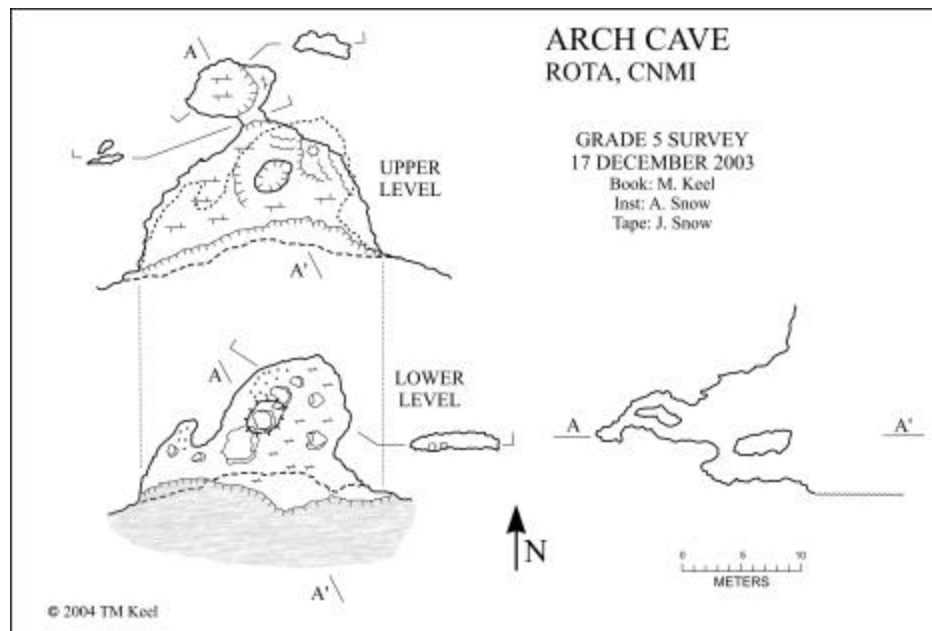 ARCH CAVE
ROTA, CNMI
GRADE 5 SURVEY
17 DECEMBER 2003
Book: M. Keel
Inst: A. Snow
Tape: J. Snow
A
UPPER
LEVEL
A'
A
LOWER
LEVEL
A'
A
A'
N
0 5 10
METERS
© 2004 TM Keel